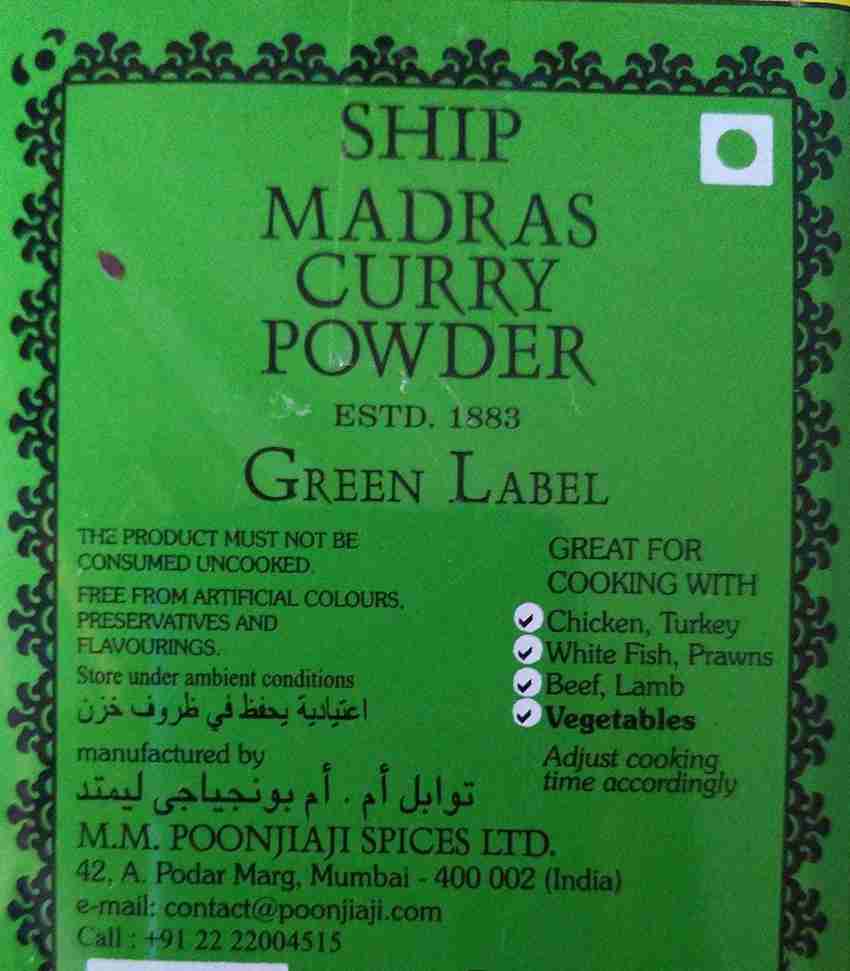 SHIP
MADRAS
CURRY
POWDER
ESTD. 1883
GREEN LABEL
THE PRODUCT MUST NOT BE
CONSUMED UNCOOKED.
FREE FROM ARTIFICIAL COLOURS,
PRESERVATIVES AND
FLAVOURINGS.
Store under ambient conditions
اعتيادية يحفظ في ظروف خزن
manufactured by
توابل أم . أم بونجياجى ليمتد
M.M. POONJIAJI SPICES LTD.
42, A. Podar Marg, Mumbai - 400 002 (India)
e-mail: contact@poonjiaji.com
Call : +91 22 22004515
GREAT FOR
COOKING WITH
Chicken, Turkey
White Fish, Prawns
Beef, Lamb
Vegetables
Adjust cooking
time accordingly